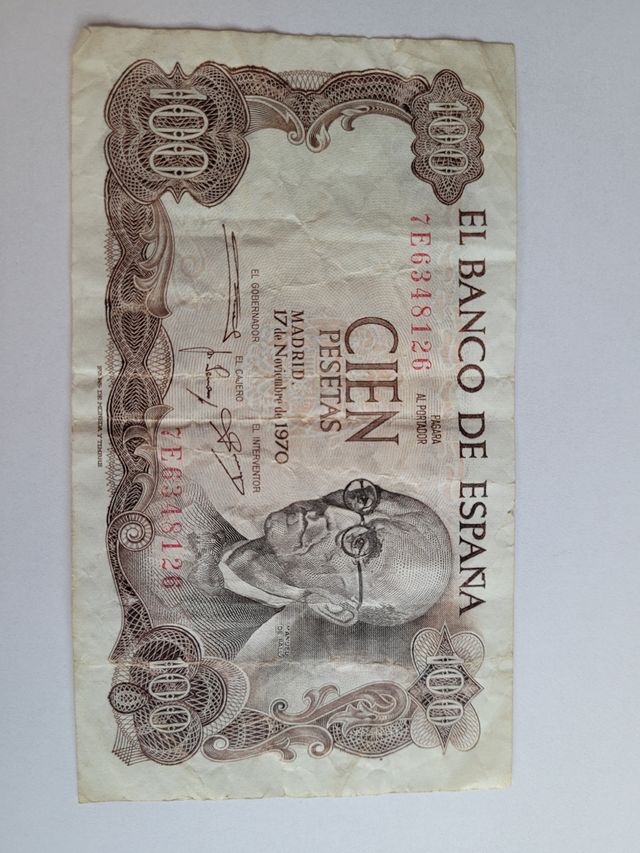 100
100
EL BANCO DE ESPAÑA
7E6348126
PAGARA
AL PORTADOR
CIEN
PESETAS
MADRID,
17 de Noviembre de 1970
EL GOBERNADOR
EL CAJERO
EL INTERVENTOR
7E6348126
100
100